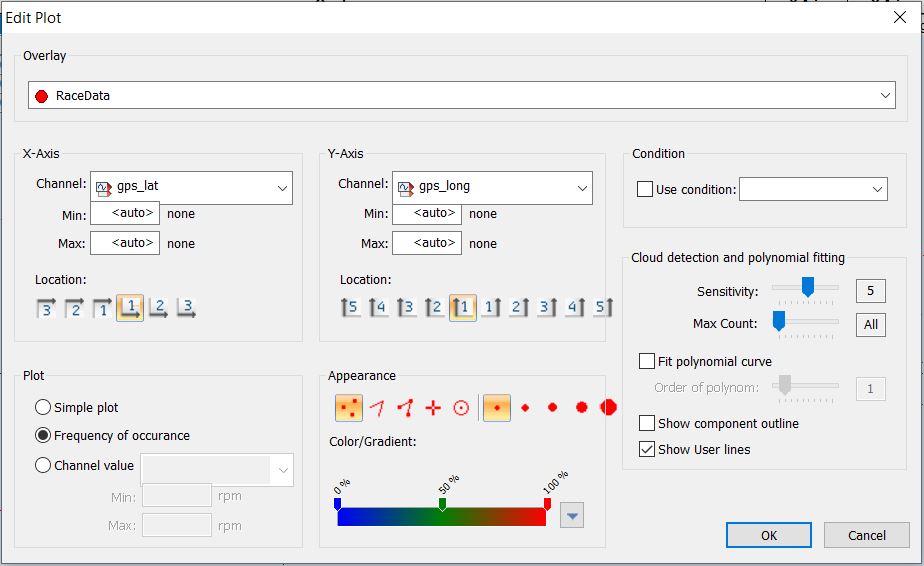 Edit Plot
Overlay
RaceData
X-Axis
Channel: gps_lat
Min: <auto> none
Max: <auto> none
Location:
3 2 1 1 2 3
Y-Axis
Channel: gps_long
Min: <auto> none
Max: <auto> none
Location:
5 4 3 2 1 1 2 3 4 5
Condition
Use condition:
Cloud detection and polynomial fitting
Sensitivity: 5
Max Count: All
Fit polynomial curve
Order of polynom: 1
Show component outline
Show User lines
Plot
Simple plot
Frequency of occurance
Channel value
Min: rpm
Max: rpm
Appearance
Color/Gradient:
0 % 50 % 100 %
OK Cancel